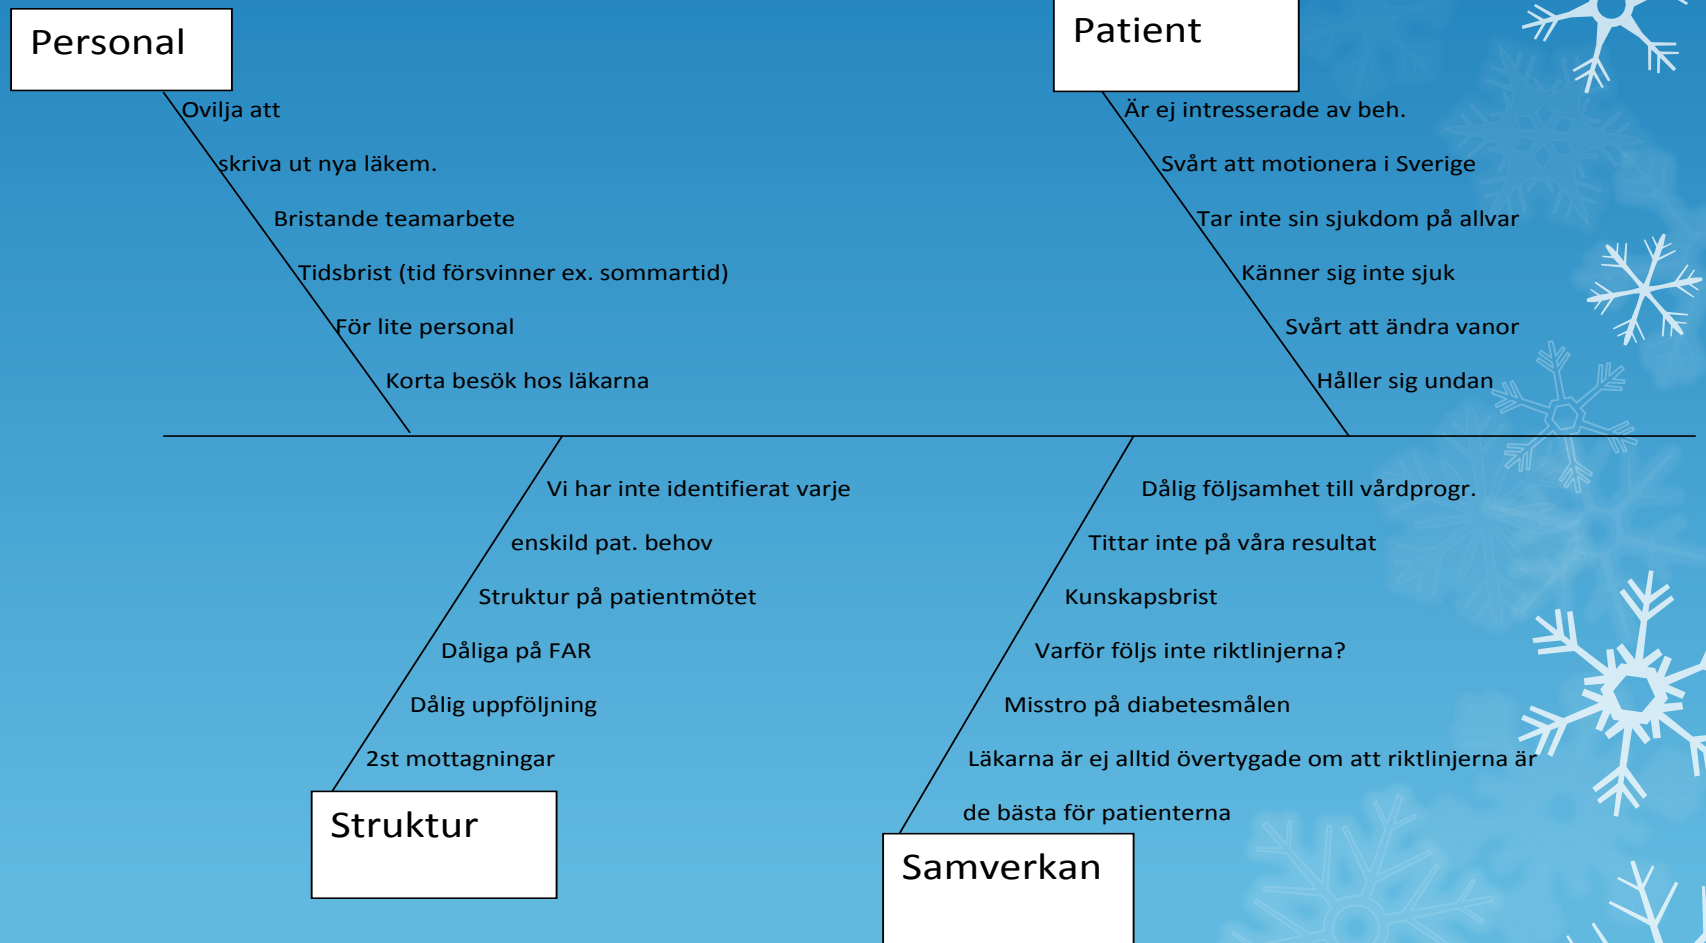 Personal
Ovilja att
skriva ut nya läkem.
Bristande teamarbete
Tidsbrist (tid försvinner ex. sommartid)
För lite personal
Korta besök hos läkarna
Patient
Är ej intresserade av beh.
Svårt att motionera i Sverige
Tar inte sin sjukdom på allvar
Känner sig inte sjuk
Svårt att ändra vanor
Håller sig undan
Vi har inte identifierat varje
enskild pat. behov
Struktur på patientmötet
Dåliga på FAR
Dålig uppföljning
2st mottagningar
Struktur
Dålig följsamhet till vårdprogr.
Tittar inte på våra resultat
Kunskapsbrist
Varför följs inte riktlinjerna?
Misstro på diabetesmålen
Läkarna är ej alltid övertygade om att riktlinjerna är
de bästa för patienterna
Samverkan